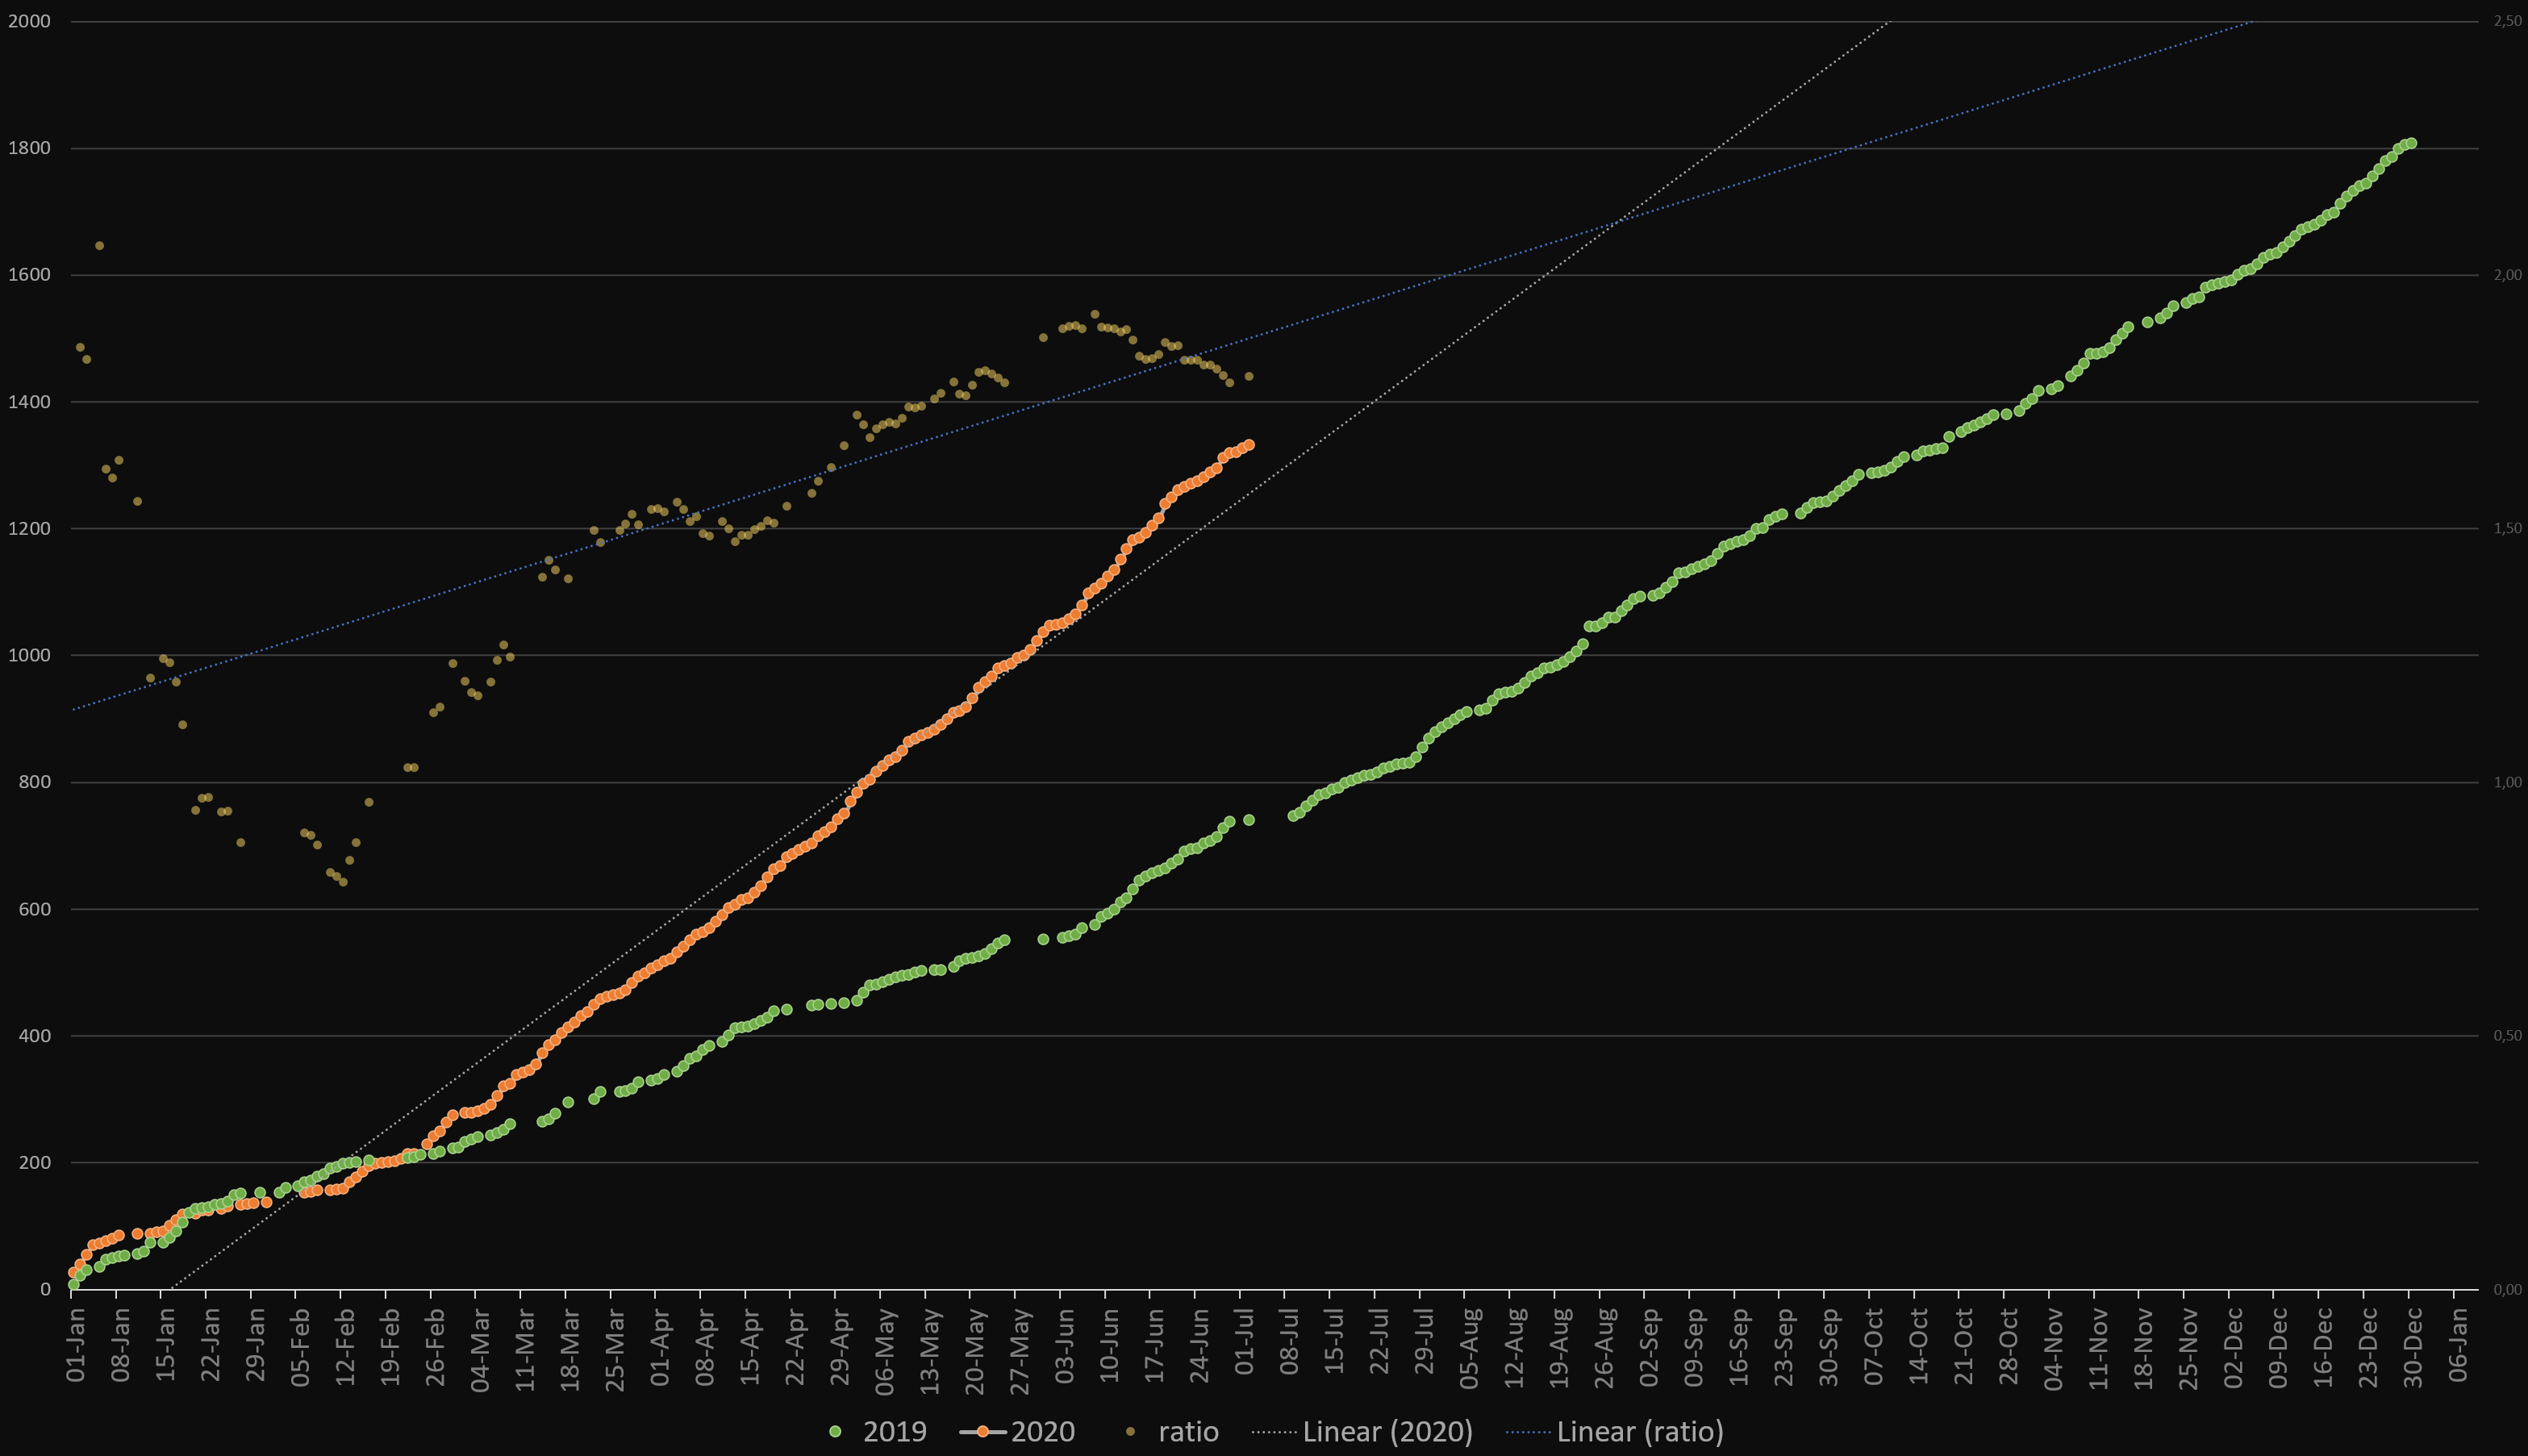 2000
1800
1600
1400
1200
1000
800
600
400
200
0
2,50
2,00
1,50
1,00
0,50
0,00
01-Jan
08-Jan
15-Jan
22-Jan
29-Jan
05-Feb
12-Feb
19-Feb
26-Feb
04-Mar
11-Mar
18-Mar
25-Mar
01-Apr
08-Apr
15-Apr
22-Apr
29-Apr
06-May
13-May
20-May
27-May
03-Jun
10-Jun
17-Jun
24-Jun
01-Jul
08-Jul
15-Jul
22-Jul
29-Jul
05-Aug
12-Aug
19-Aug
26-Aug
02-Sep
09-Sep
16-Sep
23-Sep
30-Sep
07-Oct
14-Oct
21-Oct
28-Oct
04-Nov
11-Nov
18-Nov
25-Nov
02-Dec
09-Dec
16-Dec
23-Dec
30-Dec
06-Jan
2019 2020 ratio Linear (2020) Linear (ratio)